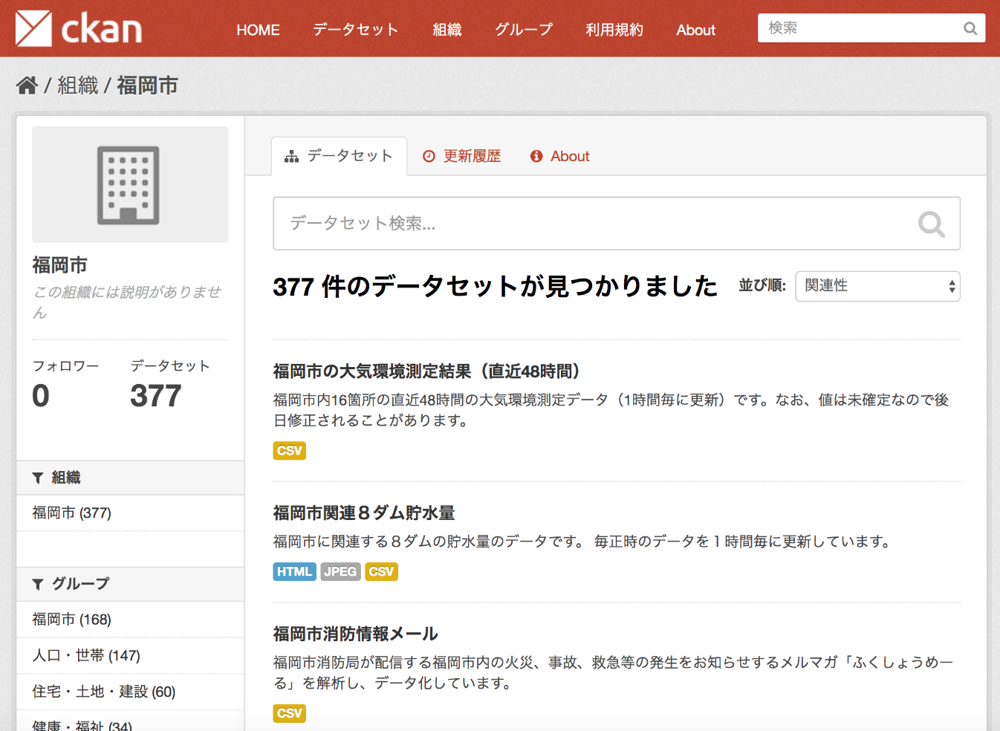 ckan
HOME データセット 組織 グループ 利用規約 About 検索
/ 組織 / 福岡市
福岡市
この組織には説明がありませ
ん
フォロワー データセット
0 377
組織
福岡市 (377)
グループ
福岡市 (168)
人口・世帯 (147)
住宅・土地・建設 (60)
健康・福祉 (34)
データセット 更新履歴 About
データセット検索...
377 件のデータセットが見つかりました 並び順: 関連性
福岡市の大気環境測定結果（直近48時間）
福岡市内16箇所の直近48時間の大気環境測定データ（1時間毎に更新）です。なお、値は未確定なので後
日修正されることがあります。
CSV
福岡市関連８ダム貯水量
福岡市に関連する８ダムの貯水量のデータです。 毎正時のデータを１時間毎に更新しています。
HTML JPEG CSV
福岡市消防情報メール
福岡市消防局が配信する福岡市内の火災、事故、救急等の発生をお知らせするメルマガ「ふくしょうめー
る」を解析し、データ化しています。
CSV